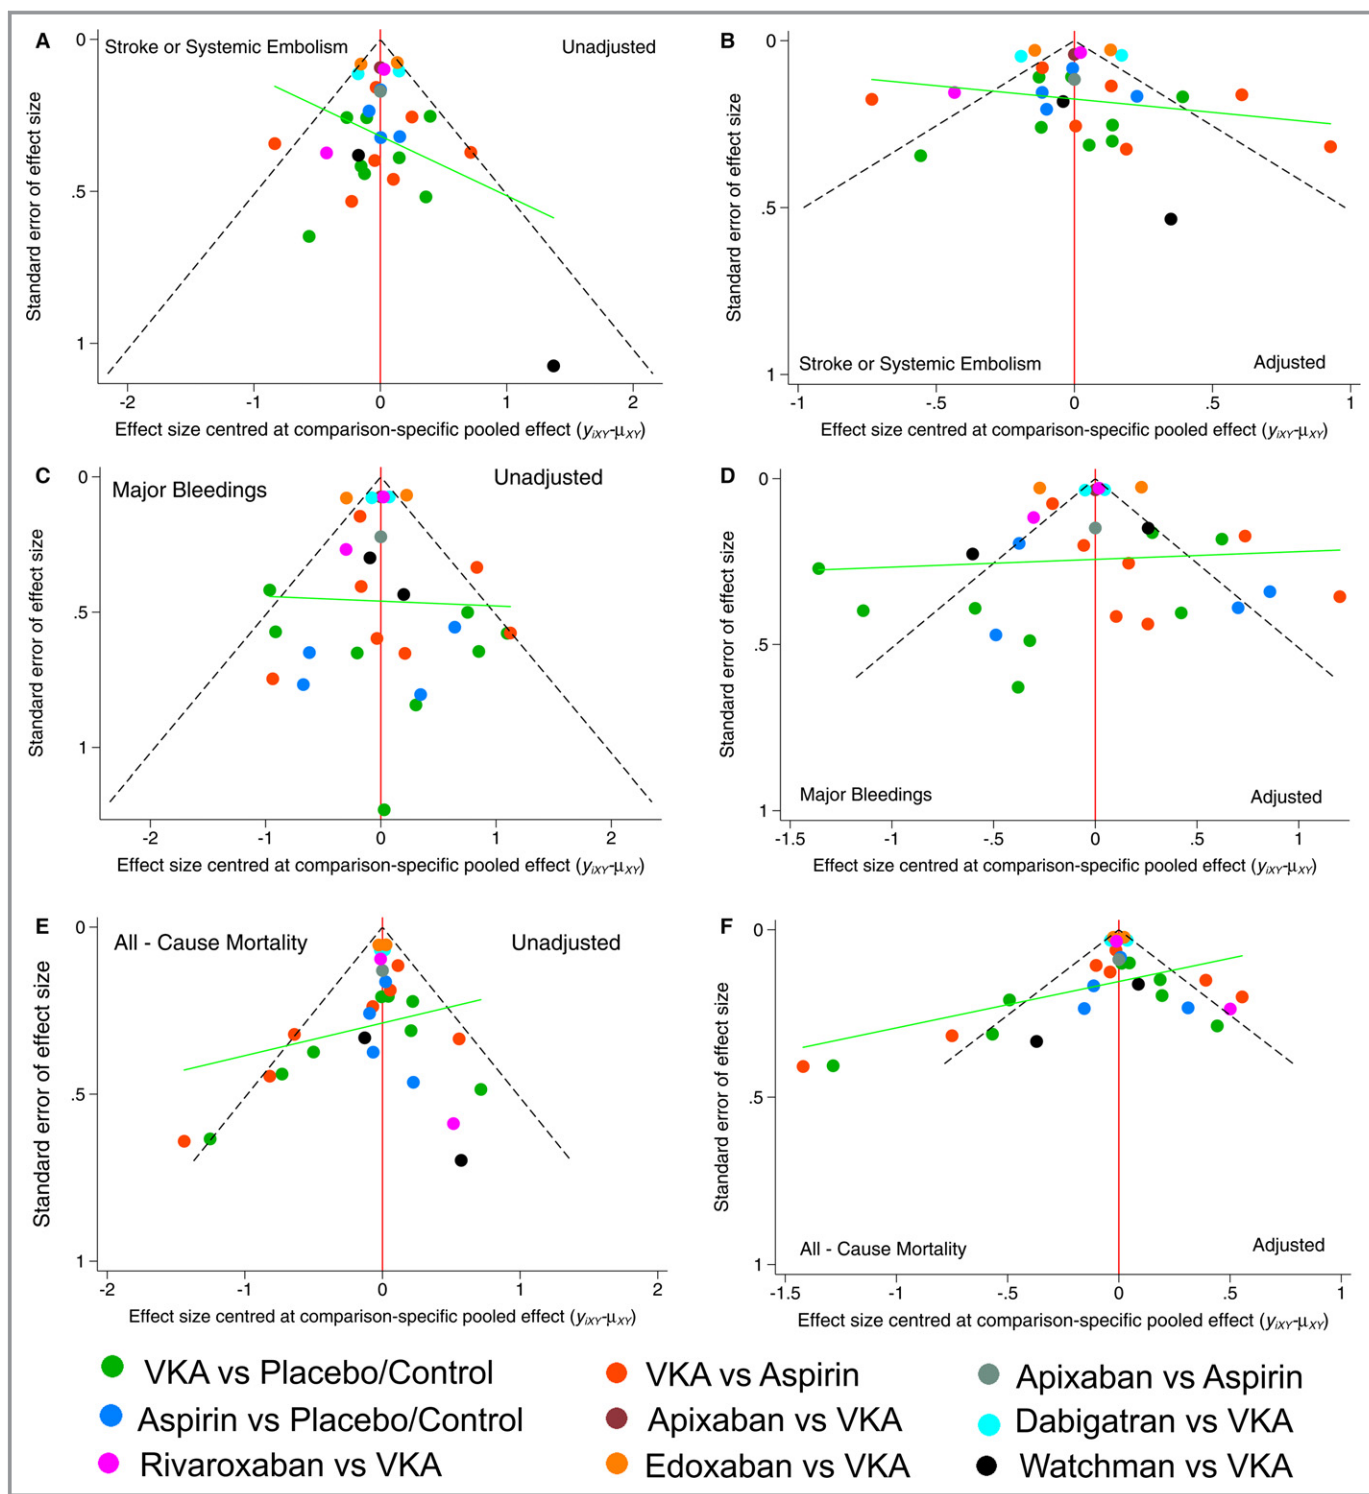 A
Stroke or Systemic Embolism
Unadjusted
0
.5
1
Standard error of effect size
-2 -1 0 1 2
Effect size centred at comparison-specific pooled effect (yiXY-μXY)
B
0
.5
1
Standard error of effect size
Stroke or Systemic Embolism
Adjusted
-1 -.5 0 .5 1
Effect size centred at comparison-specific pooled effect (yiXY-μXY)
C
Major Bleedings
Unadjusted
0
.5
1
Standard error of effect size
-2 -1 0 1 2
Effect size centred at comparison-specific pooled effect (yiXY-μXY)
D
0
.5
1
Standard error of effect size
Major Bleedings
Adjusted
-1.5 -1 -.5 0 .5 1
Effect size centred at comparison-specific pooled effect (yiXY-μXY)
E
All - Cause Mortality
Unadjusted
0
.5
1
Standard error of effect size
-2 -1 0 1 2
Effect size centred at comparison-specific pooled effect (yiXY-μXY)
F
0
.5
1
Standard error of effect size
All - Cause Mortality
Adjusted
-1.5 -1 -.5 0 .5 1
Effect size centred at comparison-specific pooled effect (yiXY-μXY)
VKA vs Placebo/Control
VKA vs Aspirin
Apixaban vs Aspirin
Aspirin vs Placebo/Control
Apixaban vs VKA
Dabigatran vs VKA
Rivaroxaban vs VKA
Edoxaban vs VKA
Watchman vs VKA